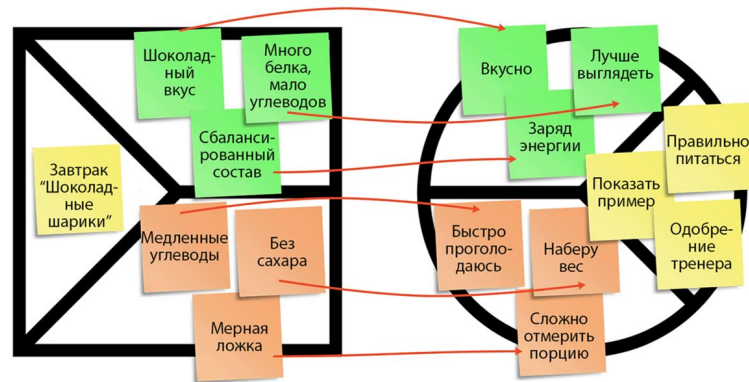 Шоколад-
ный
вкус
Много
белка,
мало
углеводов
Сбаланси-
рованный
состав
Завтрак
"Шоколад-
ные
шарики"
Медленные
углеводы
Без
сахара
Мерная
ложка
Вкусно
Лучше
выглядеть
Заряд
энергии
Правильно
питаться
Показать
пример
Одобре-
ние
тренера
Быстро
проголо-
даюсь
Наберу
вес
Сложно
отмерить
порцию